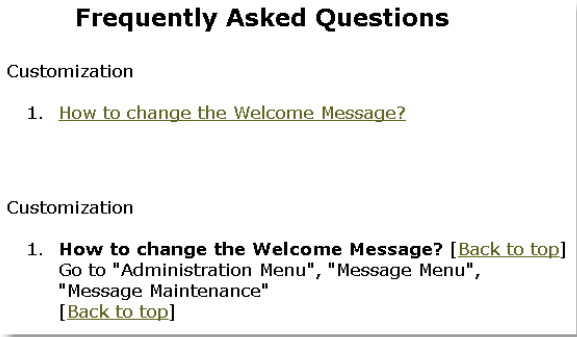 Frequently Asked Questions
Customization
1. How to change the Welcome Message?
Customization
1. How to change the Welcome Message? [Back to top]
Go to "Administration Menu", "Message Menu",
"Message Maintenance"
[Back to top]